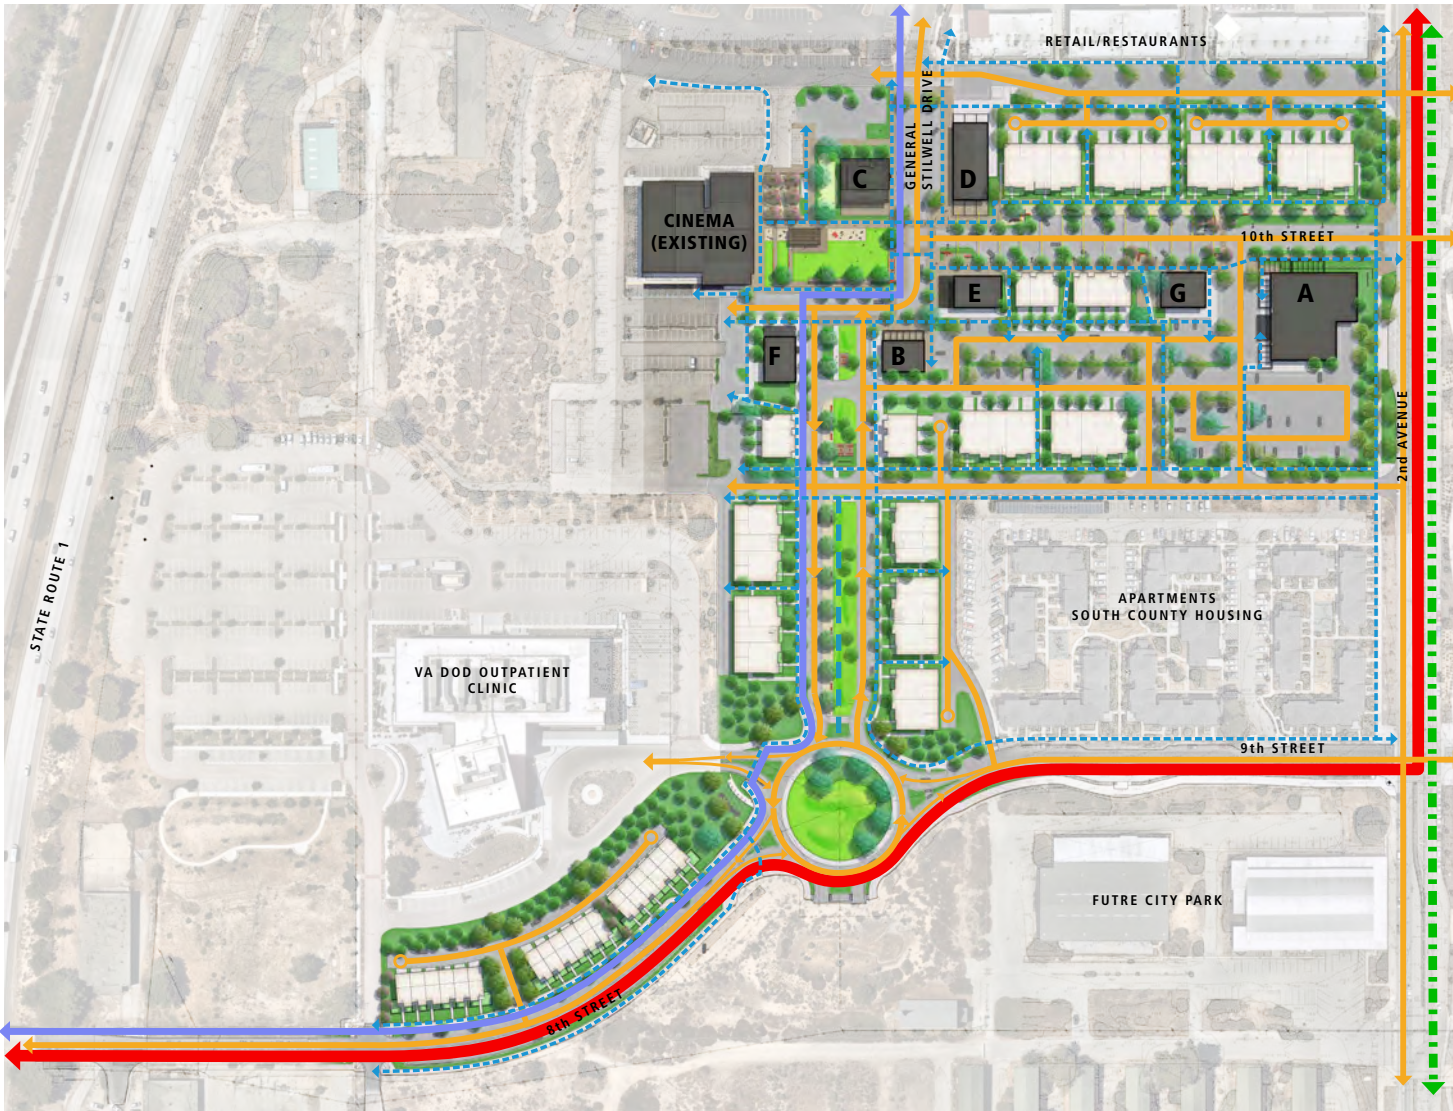 RETAIL/RESTAURANTS
GENERAL
STILWELL DRIVE
C
D
CINEMA
(EXISTING)
10th STREET
E
G
A
F
B
2nd AVENUE
STATE ROUTE 1
APARTMENTS
SOUTH COUNTY HOUSING
VA DOD OUTPATIENT
CLINIC
9th STREET
FUTRE CITY PARK
8th STREET